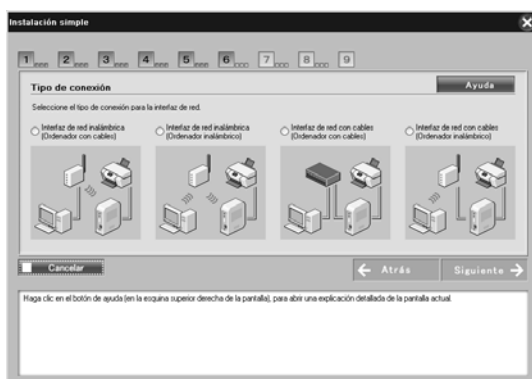 Instalación simple
1 2 3 4 5 6 7 8 9
Tipo de conexión
Ayuda
Seleccione el tipo de conexión para la interfaz de red.
Interfaz de red inalámbrica
(Ordenador con cables)
Interfaz de red inalámbrica
(Ordenador inalámbrico)
Interfaz de red con cables
(Ordenador con cables)
Interfaz de red con cables
(Ordenador inalámbrico)
Cancelar
Atrás
Siguiente
Haga clic en el botón de ayuda (en la esquina superior derecha de la pantalla), para abrir una explicación detallada de la pantalla actual.